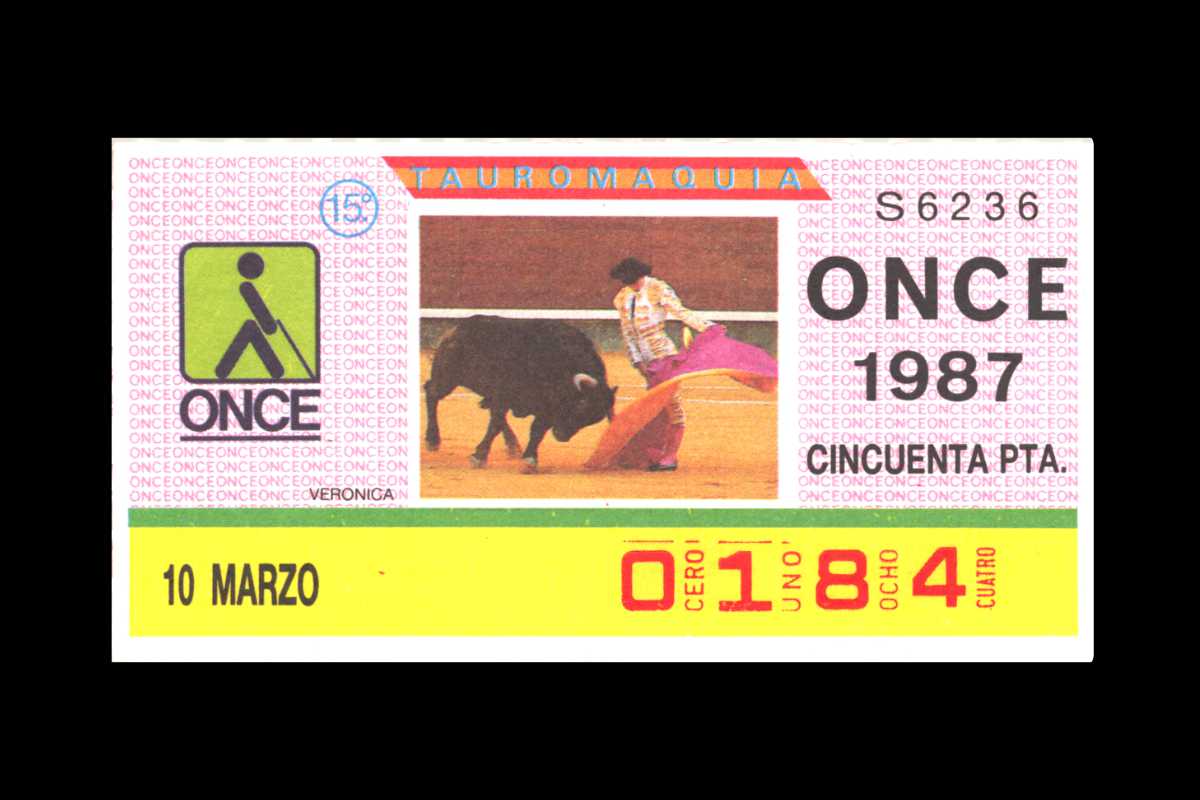 TAUROMAQUIA
15º
S6236
ONCE
1987
CINCUENTA PTA.
ONCE
VERONICA
10 MARZO
0 CERO 1 UNO 8 OCHO 4 CUATRO